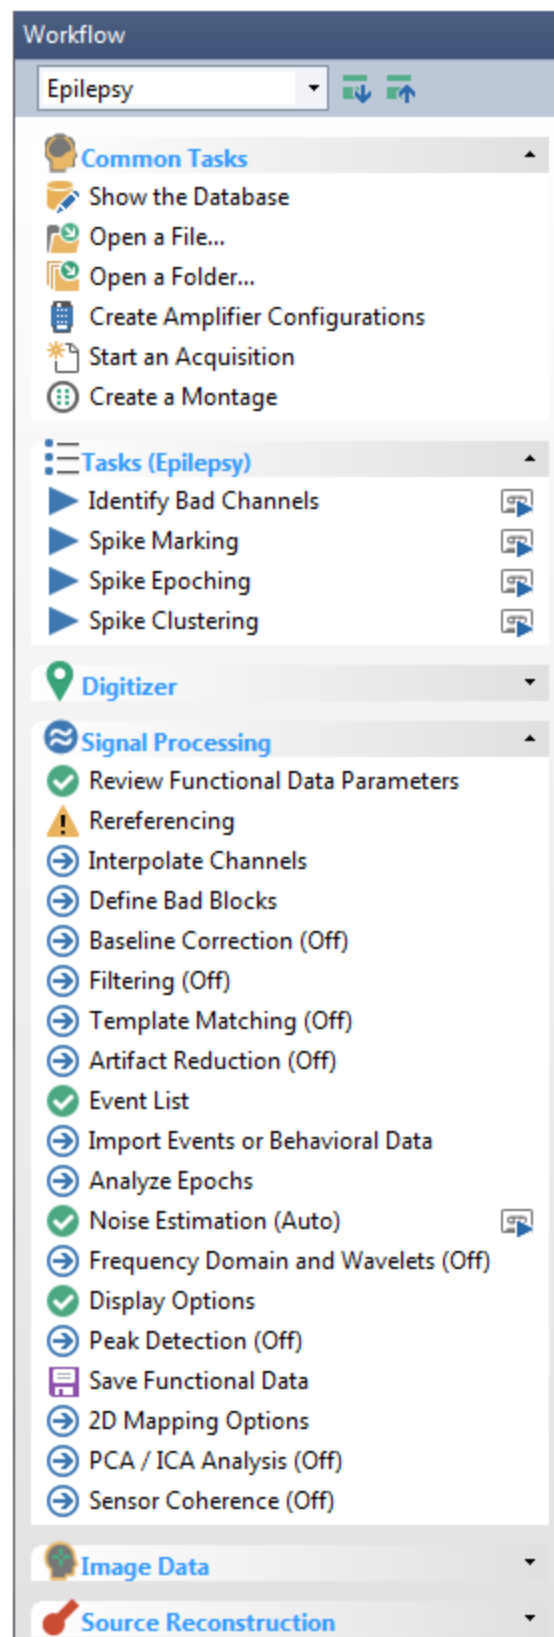 Workflow
Epilepsy
Common Tasks
Show the Database
Open a File...
Open a Folder...
Create Amplifier Configurations
Start an Acquisition
Create a Montage
Tasks (Epilepsy)
Identify Bad Channels
Spike Marking
Spike Epoching
Spike Clustering
Digitizer
Signal Processing
Review Functional Data Parameters
Rereferencing
Interpolate Channels
Define Bad Blocks
Baseline Correction (Off)
Filtering (Off)
Template Matching (Off)
Artifact Reduction (Off)
Event List
Import Events or Behavioral Data
Analyze Epochs
Noise Estimation (Auto)
Frequency Domain and Wavelets (Off)
Display Options
Peak Detection (Off)
Save Functional Data
2D Mapping Options
PCA / ICA Analysis (Off)
Sensor Coherence (Off)
Image Data
Source Reconstruction